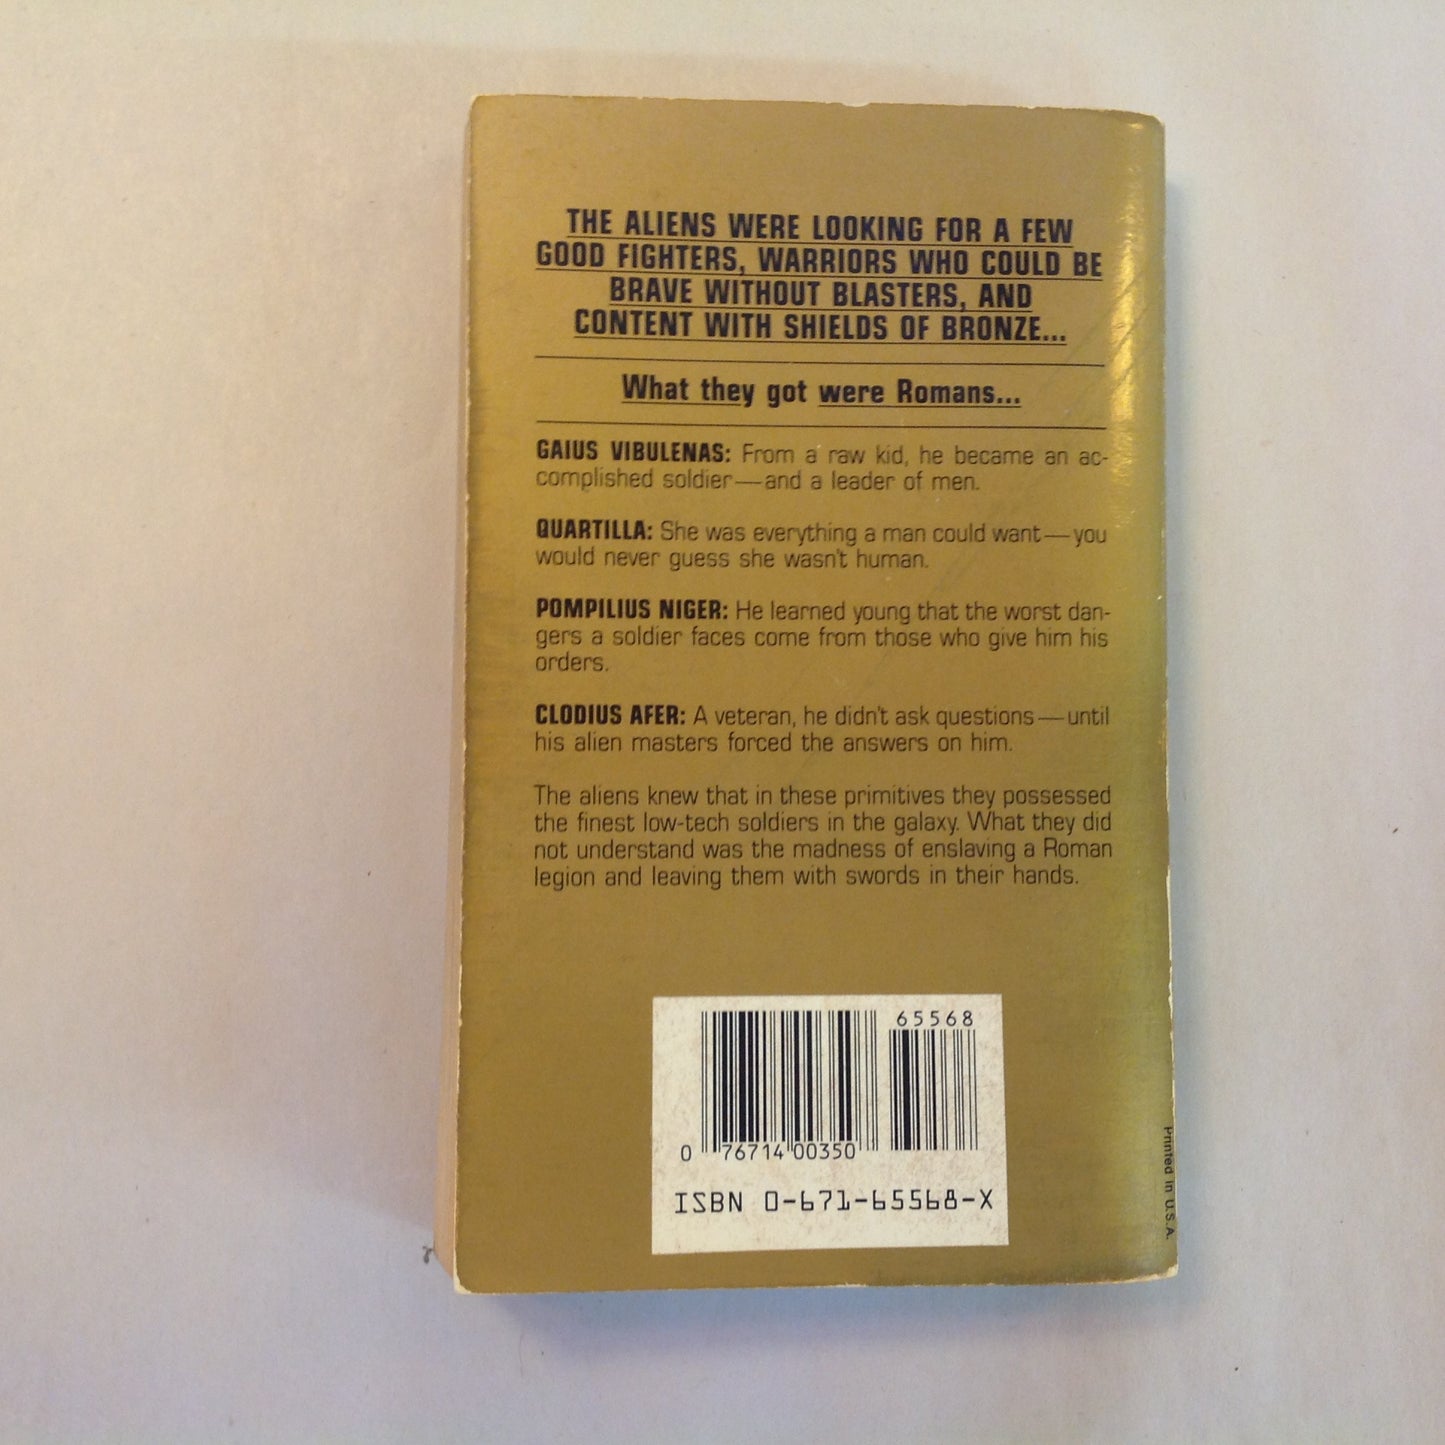 THE ALIENS WERE LOOKING FOR A FEW
GOOD FIGHTERS, WARRIORS WHO COULD BE
BRAVE WITHOUT BLASTERS, AND
CONTENT WITH SHIELDS OF BRONZE...
What they got were Romans...
GAIUS VIBULENAS: From a raw kid, he became an ac-
complished soldier—and a leader of men.
QUARTILLA: She was everything a man could want—you
would never guess she wasn't human.
POMPILIUS NIGER: He learned young that the worst dan-
gers a soldier faces come from those who give him his
orders.
CLODIUS AFER: A veteran, he didn't ask questions—until
his alien masters forced the answers on him.
The aliens knew that in these primitives they possessed
the finest low-tech soldiers in the galaxy. What they did
not understand was the madness of enslaving a Roman
legion and leaving them with swords in their hands.
65568
0 76714 00350
ISBN 0-671-65568-X
Printed in U.S.A.